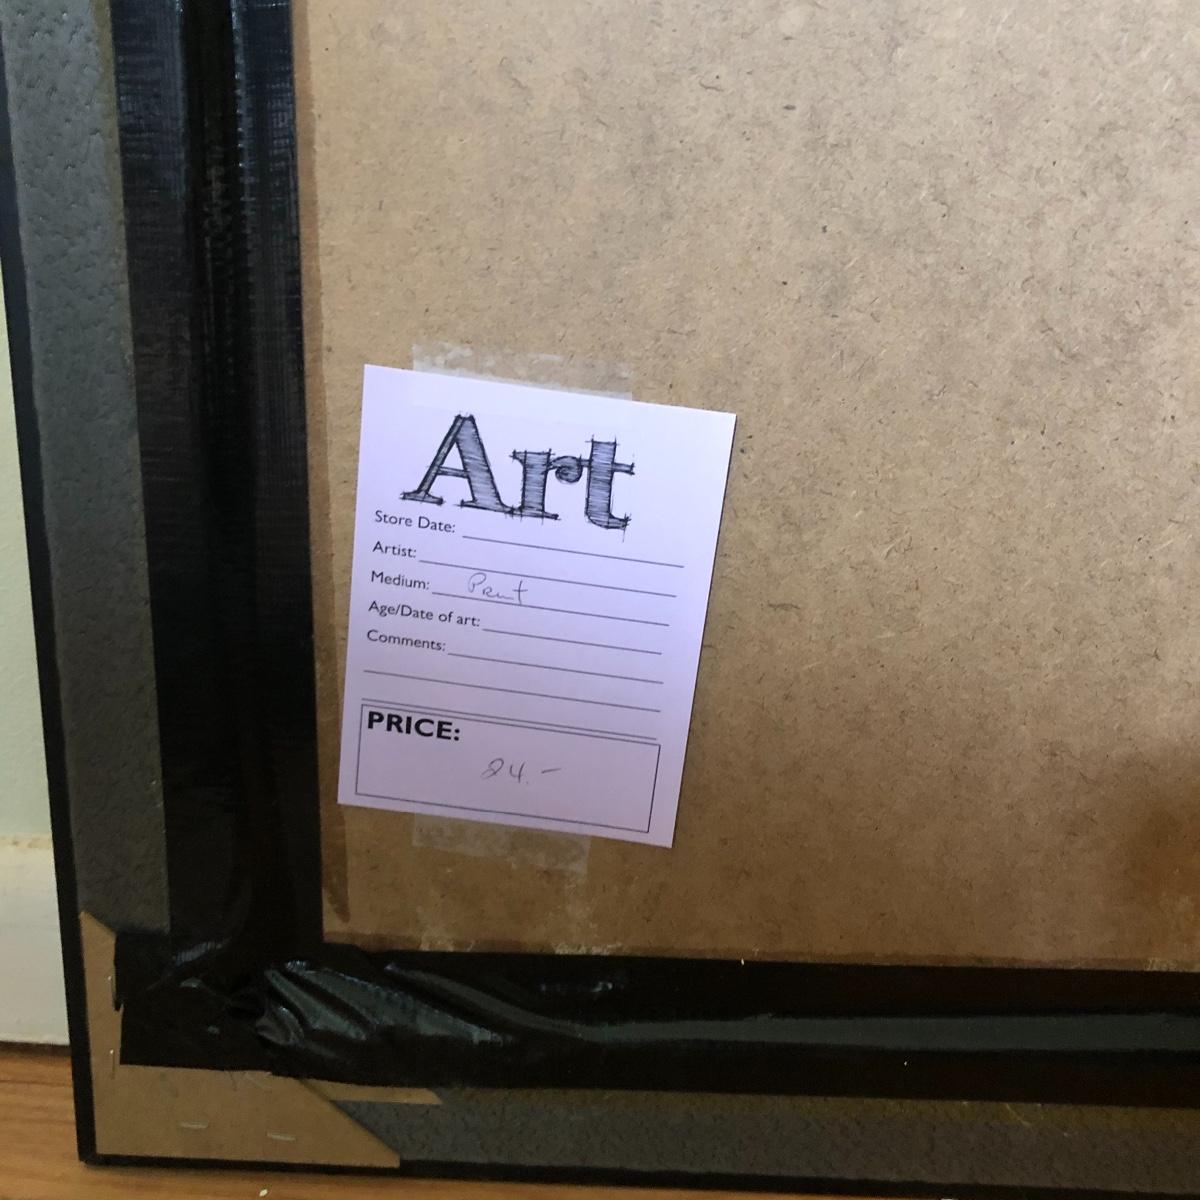 Art
Store Date:
Artist:
Medium: Print
Age/Date of art:
Comments:
PRICE:
24.-